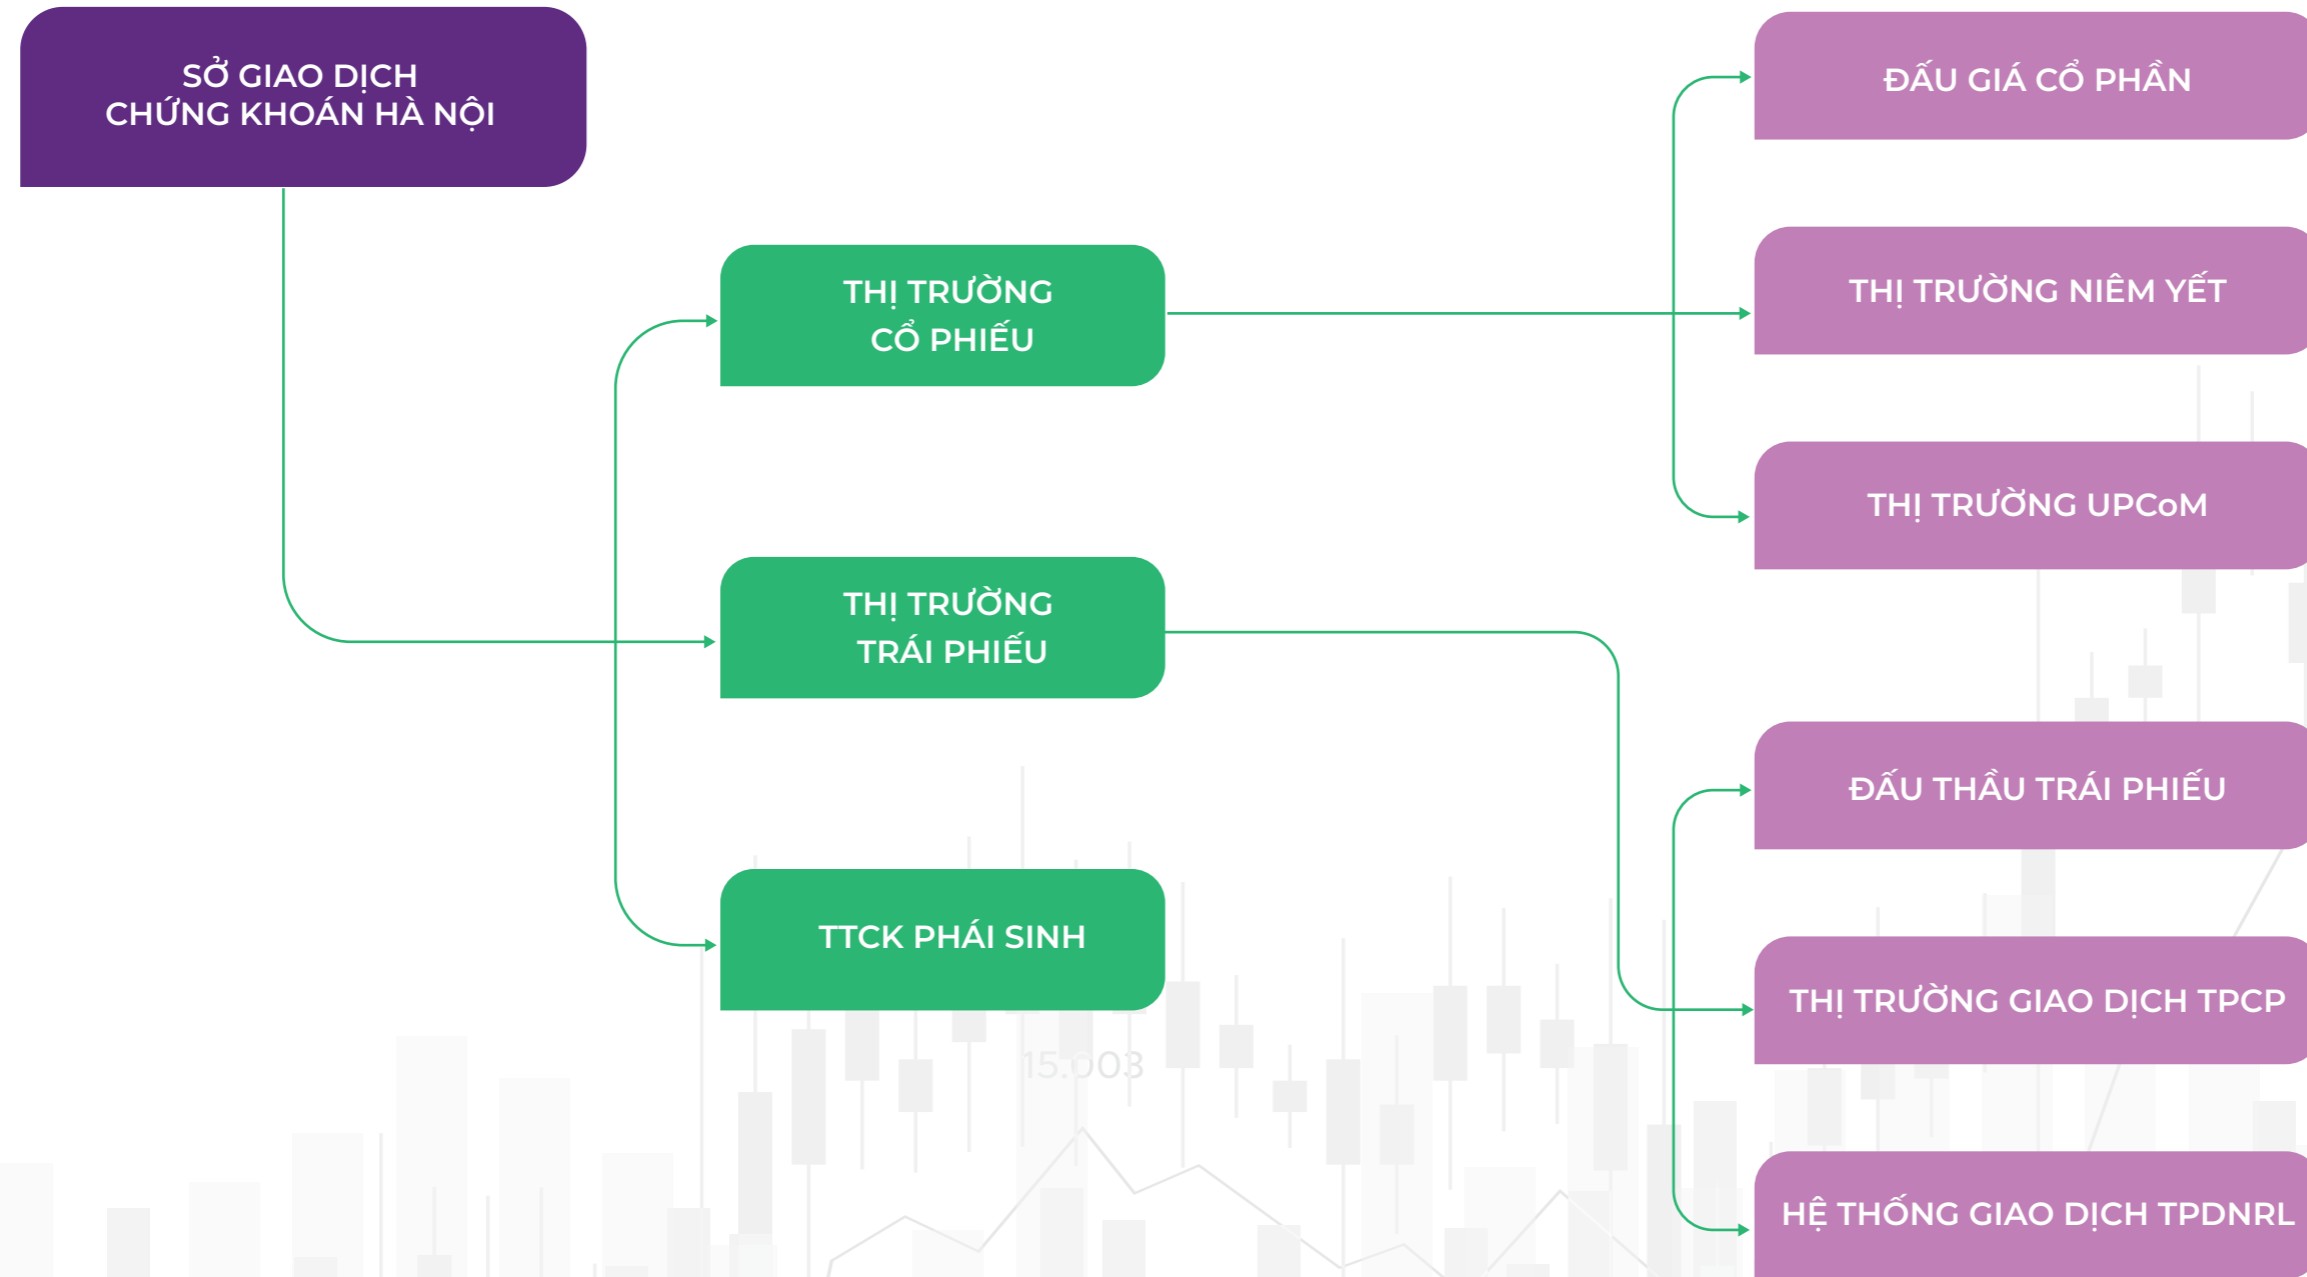 SỞ GIAO DỊCH
CHỨNG KHOÁN HÀ NỘI
THỊ TRƯỜNG
CỔ PHIẾU
THỊ TRƯỜNG
TRÁI PHIẾU
TTCK PHÁI SINH
ĐẤU GIÁ CỔ PHẦN
THỊ TRƯỜNG NIÊM YẾT
THỊ TRƯỜNG UPCoM
ĐẤU THẦU TRÁI PHIẾU
THỊ TRƯỜNG GIAO DỊCH TPCP
HỆ THỐNG GIAO DỊCH TPDNRL
15.003